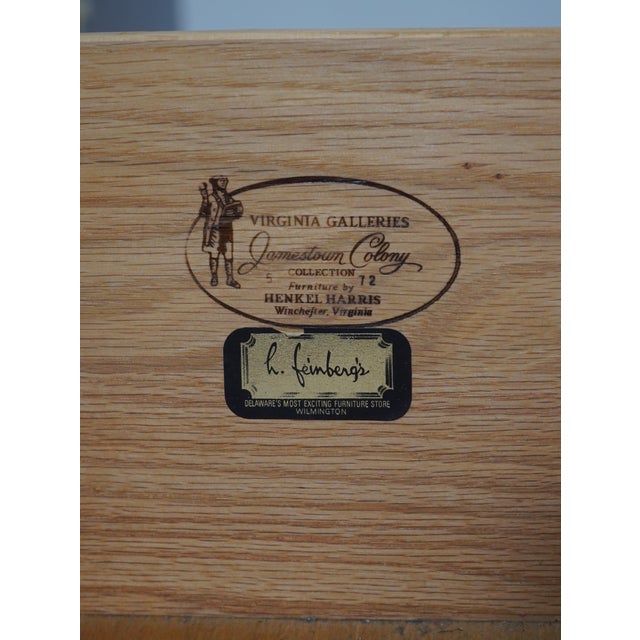 VIRGINIA GALLERIES
Jamestown Colony
COLLECTION
5 72
Furniture by
HENKEL HARRIS
Winchester, Virginia
h. feinberg's
DELAWARE'S MOST EXCITING FURNITURE STORE
WILMINGTON